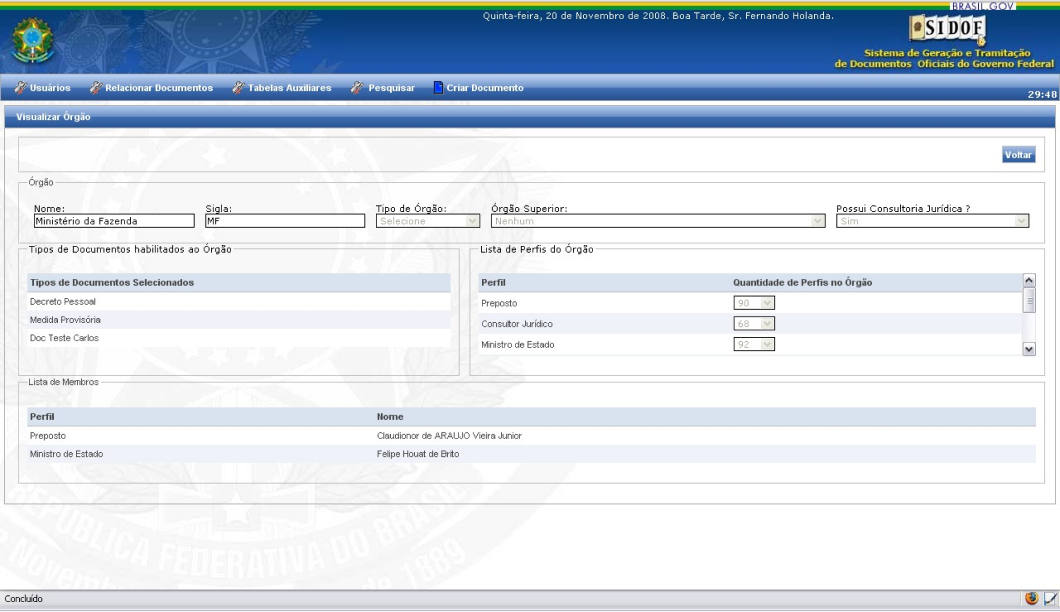 BRASIL.GOV
Quinta-feira, 20 de Novembro de 2008. Boa Tarde, Sr. Fernando Holanda.
SIDOF
Sistema de Geração e Tramitação
de Documentos Oficiais do Governo Federal
Usuários Relacionar Documentos Tabelas Auxiliares Pesquisar Criar Documento
29:48
Visualizar Órgão
Voltar
Órgão
Nome: Sigla: Tipo de Órgão: Órgão Superior: Possui Consultoria Jurídica ?
Ministério da Fazenda MF Selecione Nenhum Sim
Tipos de Documentos habilitados ao Órgão
Tipos de Documentos Selecionados
Decreto Pessoal
Medida Provisória
Doc Teste Carlos
Lista de Perfis do Órgão
Perfil Quantidade de Perfis no Órgão
Preposto 90
Consultor Jurídico 68
Ministro de Estado 92
Lista de Membros
Perfil Nome
Preposto Claudionor de ARAUJO Vieira Junior
Ministro de Estado Felipe Houat de Brito
REPÚBLICA FEDERATIVA DO BRASIL
Concluído